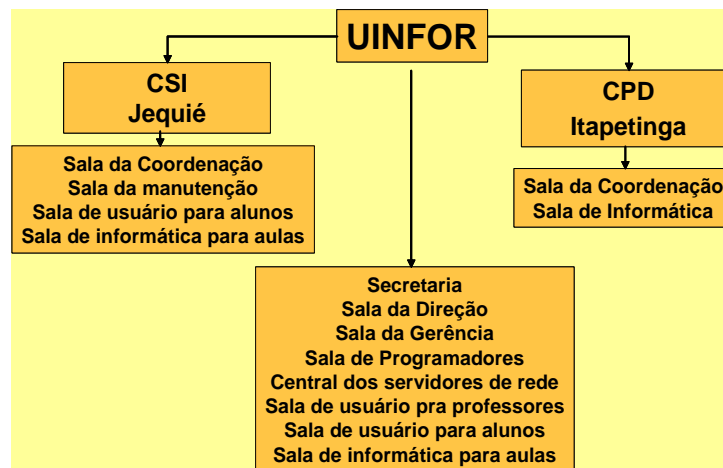 UINFOR
CSI
Jequié
CPD
Itapetinga
Sala da Coordenação
Sala da manutenção
Sala de usuário para alunos
Sala de informática para aulas
Sala da Coordenação
Sala de Informática
Secretaria
Sala da Direção
Sala da Gerência
Sala de Programadores
Central dos servidores de rede
Sala de usuário pra professores
Sala de usuário para alunos
Sala de informática para aulas